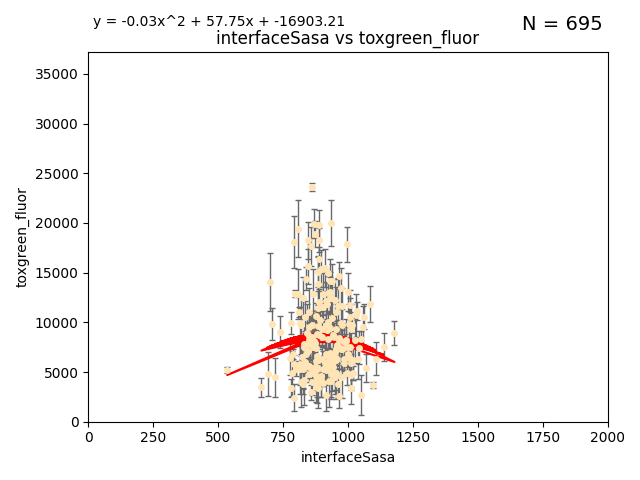 y = -0.03x^2 + 57.75x + -16903.21
N = 695
interfaceSasa vs toxgreen_fluor
35000
30000
25000
20000
15000
10000
5000
0
toxgreen_fluor
0 250 500 750 1000 1250 1500 1750 2000
interfaceSasa